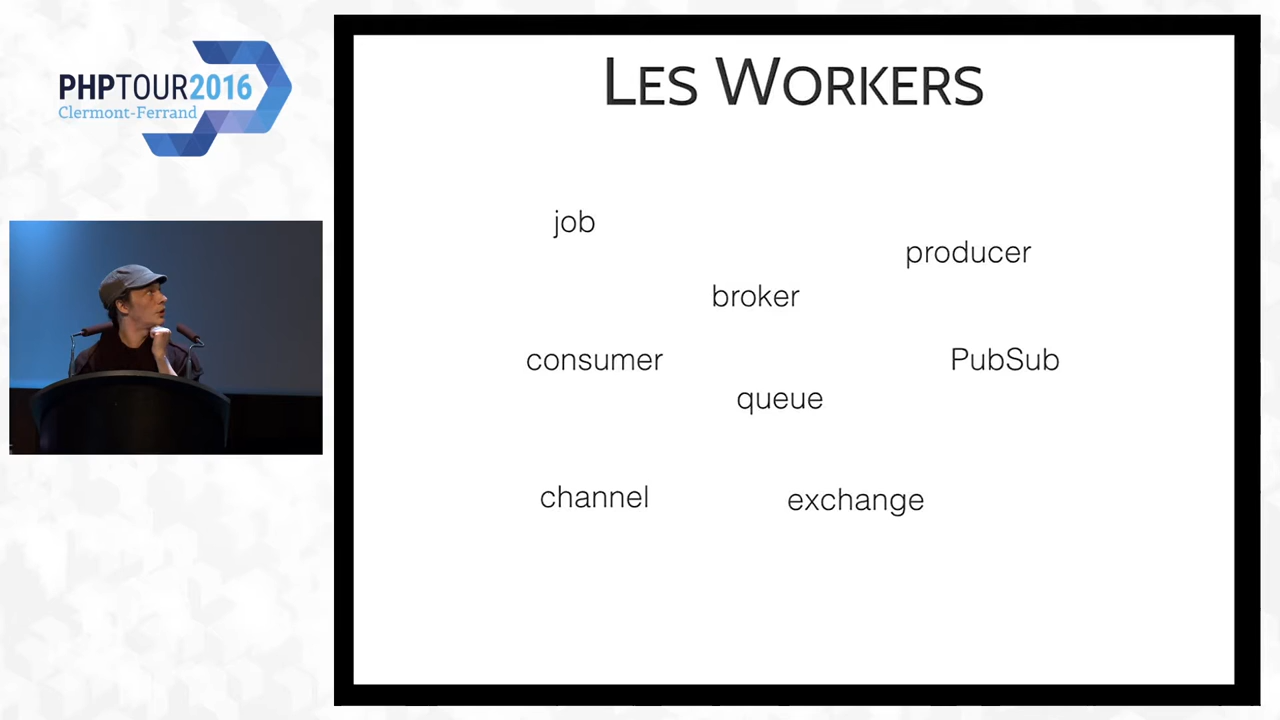 PHPTOUR2016
Clermont-Ferrand
LES WORKERS
job
producer
broker
consumer
PubSub
queue
channel
exchange